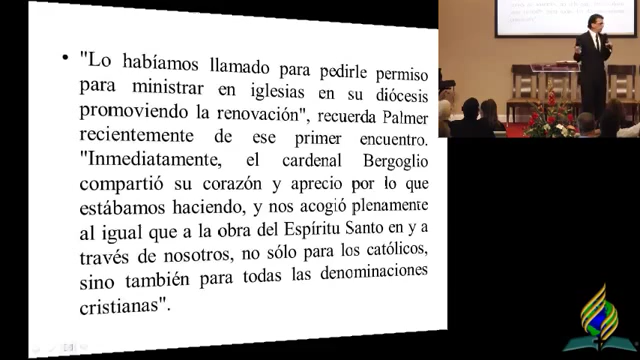 • "Lo habíamos llamado para pedirle permiso
para ministrar en iglesias en su diócesis
promoviendo la renovación", recuerda Palmer
recientemente de ese primer encuentro.
"Inmediatamente, el cardenal Bergoglio
compartió su corazón y aprecio por lo que
estábamos haciendo, y nos acogió plenamente
al igual que a la obra del Espíritu Santo en y a
través de nosotros, no sólo para los católicos,
sino también para todas las denominaciones
cristianas".